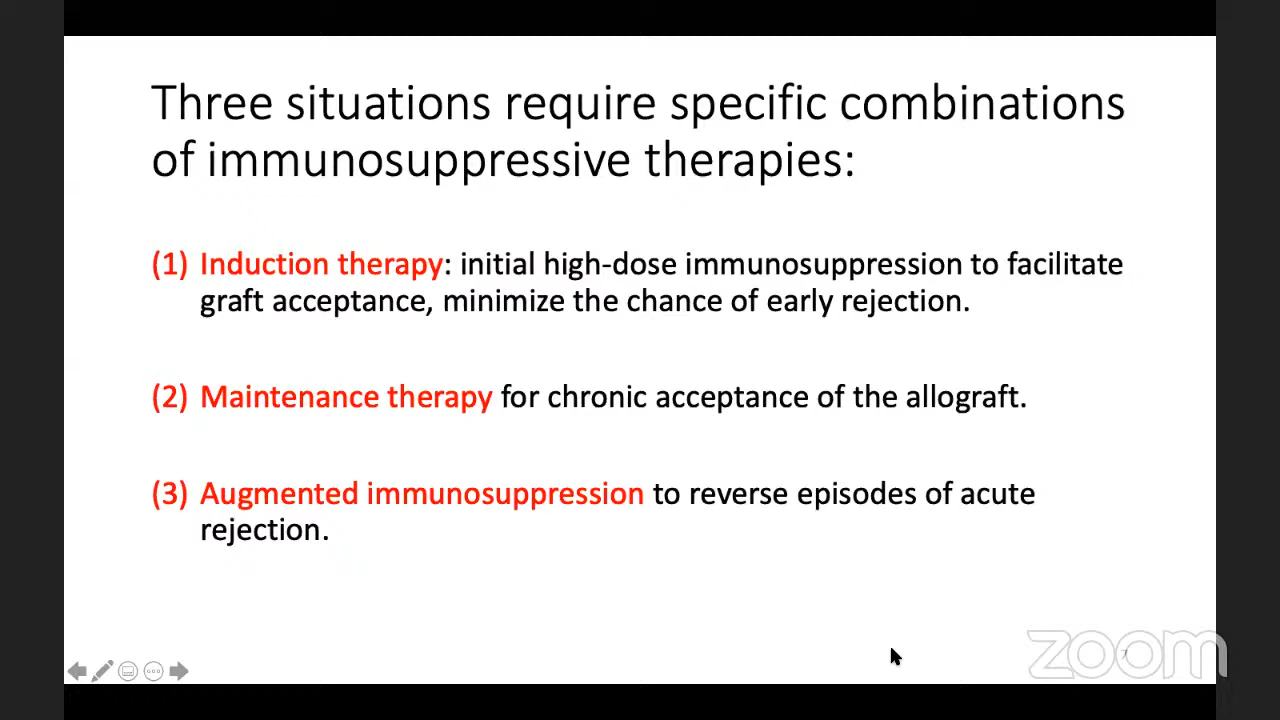 Three situations require specific combinations
of immunosuppressive therapies:
(1) Induction therapy: initial high-dose immunosuppression to facilitate
graft acceptance, minimize the chance of early rejection.
(2) Maintenance therapy for chronic acceptance of the allograft.
(3) Augmented immunosuppression to reverse episodes of acute
rejection.
zoom
7